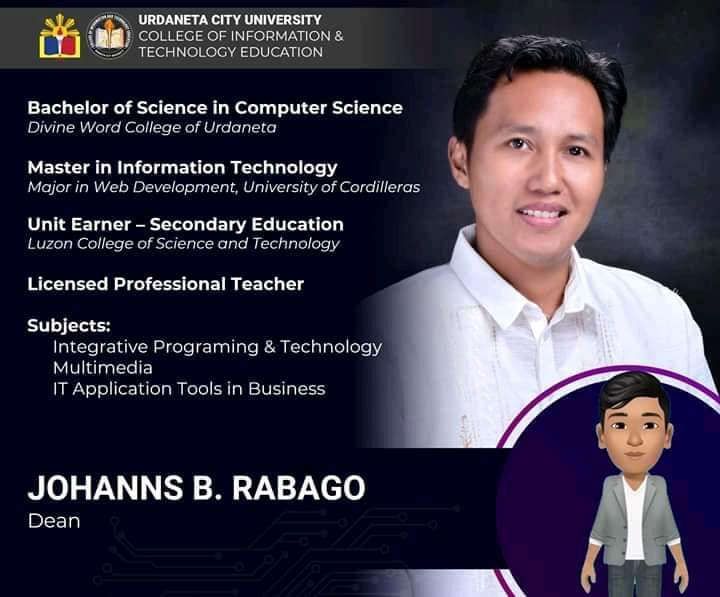 URDANETA CITY UNIVERSITY
COLLEGE OF INFORMATION &
TECHNOLOGY EDUCATION
Bachelor of Science in Computer Science
Divine Word College of Urdaneta
Master in Information Technology
Major in Web Development, University of Cordilleras
Unit Earner – Secondary Education
Luzon College of Science and Technology
Licensed Professional Teacher
Subjects:
Integrative Programing & Technology
Multimedia
IT Application Tools in Business
JOHANNS B. RABAGO
Dean